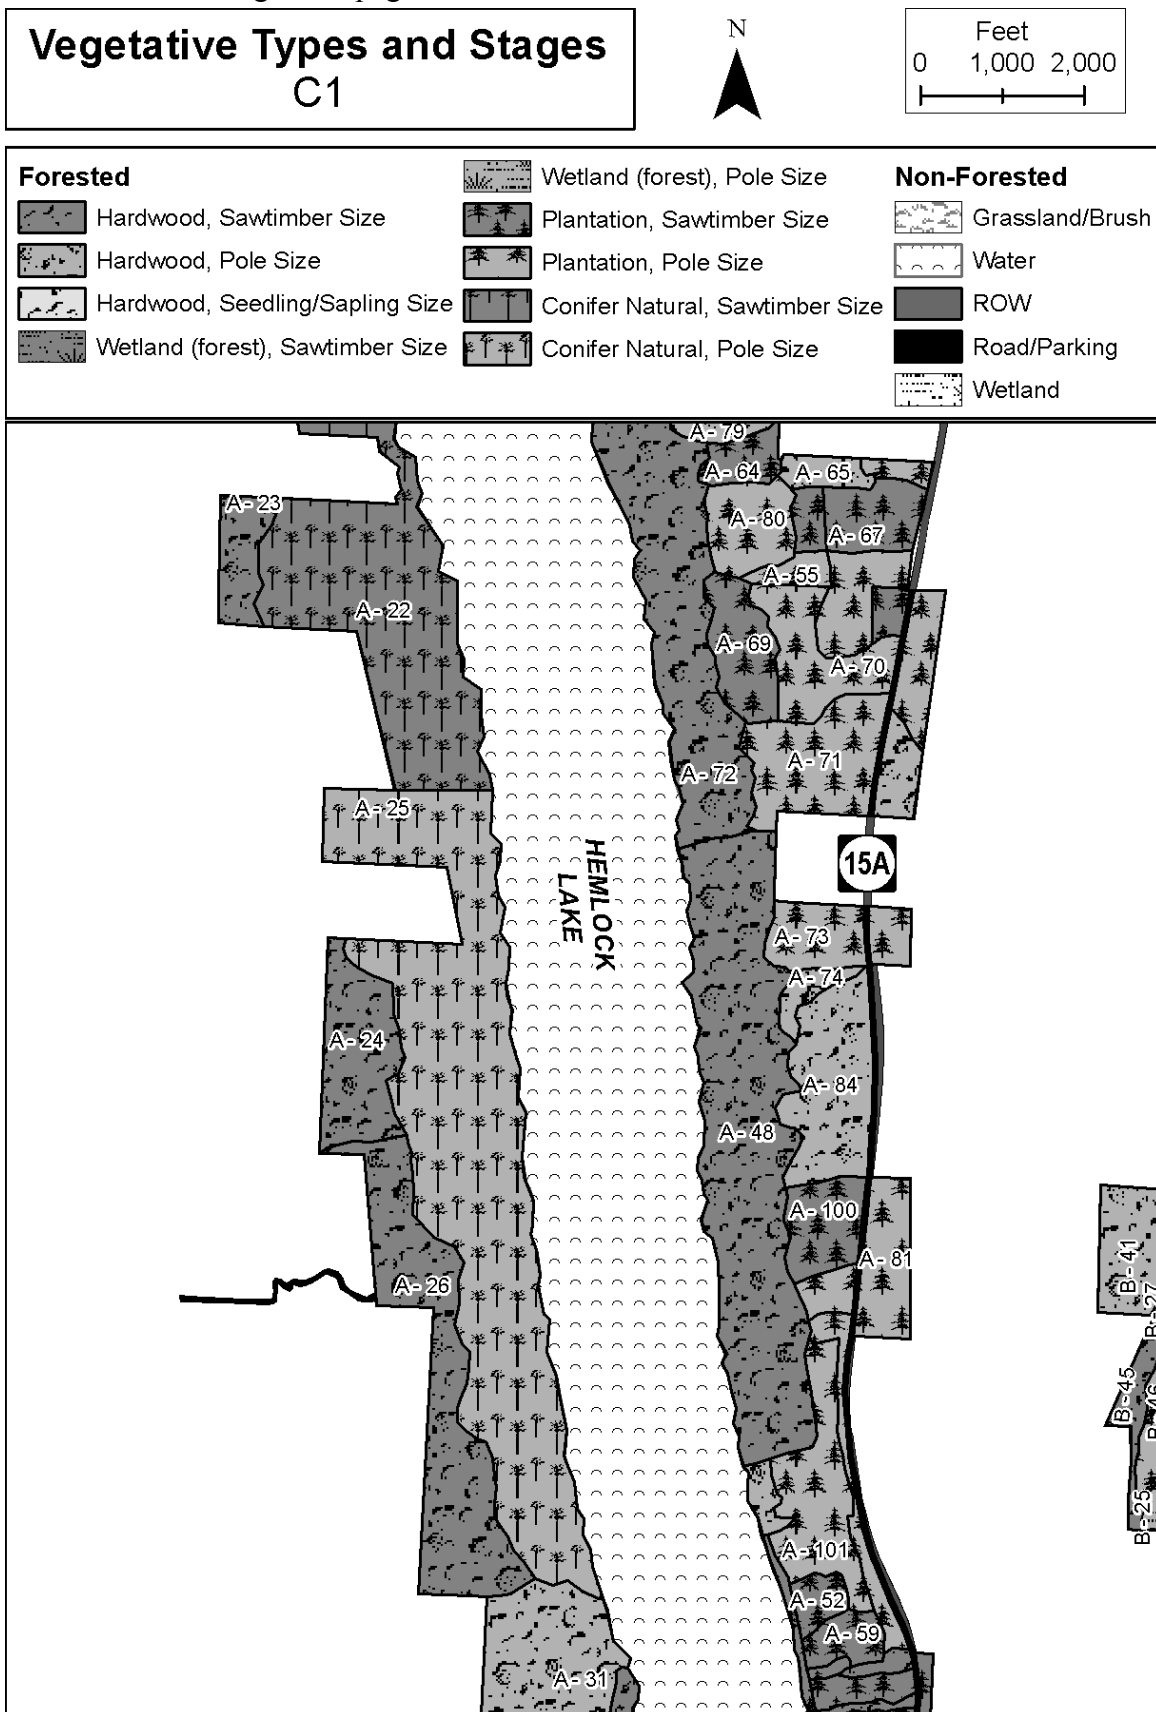 Vegetative Types and Stages
C1
N
Feet
0 1,000 2,000
Forested
Hardwood, Sawtimber Size
Hardwood, Pole Size
Hardwood, Seedling/Sapling Size
Wetland (forest), Sawtimber Size
Wetland (forest), Pole Size
Plantation, Sawtimber Size
Plantation, Pole Size
Conifer Natural, Sawtimber Size
Conifer Natural, Pole Size
Non-Forested
Grassland/Brush
Water
ROW
Road/Parking
Wetland
A - 79
A - 64
A - 65
A - 23
A - 80
A - 67
A - 55
A - 22
A - 69
A - 70
A - 71
A - 72
A - 25
HEMLOCK
LAKE
15A
A - 73
A - 74
A - 24
A - 84
A - 48
A - 100
A - 81
A - 26
B - 41
B - 27
B - 45
B - 46
B - 25
A - 101
A - 52
A - 59
A - 31